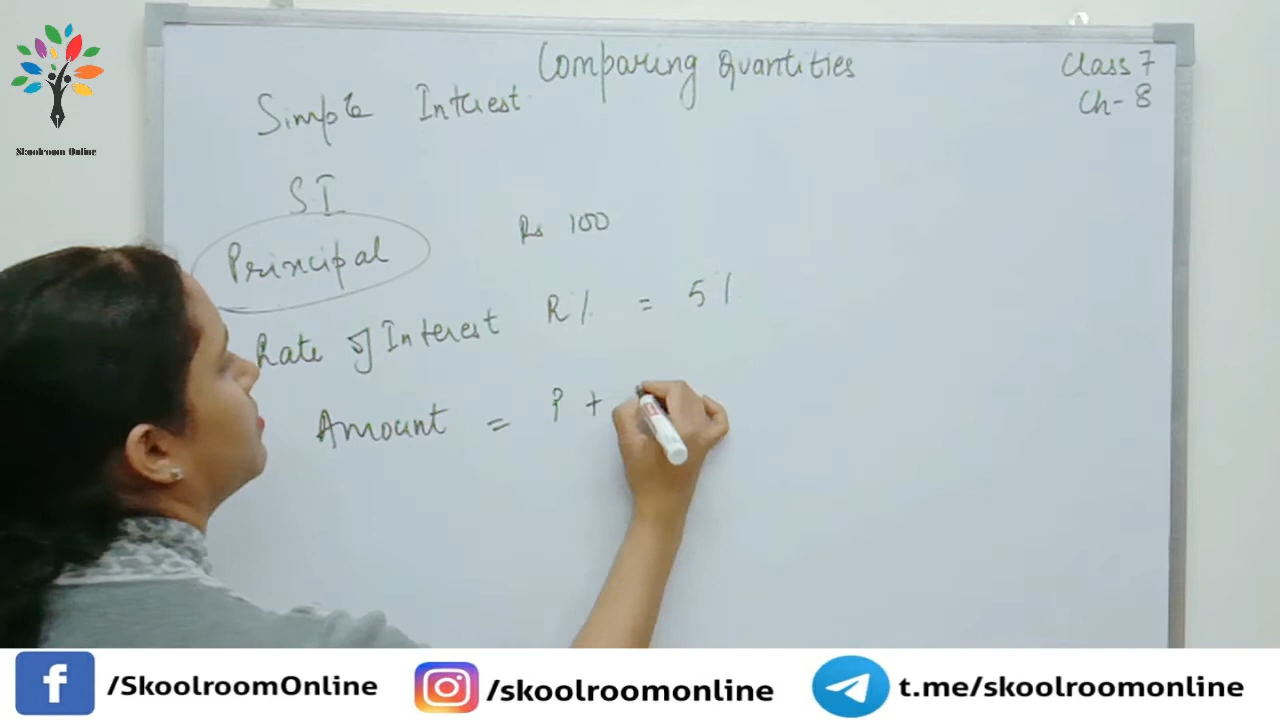 Comparing Quantities
Class 7
Ch- 8
Simple Interest
SI
Principal Rs 100
Rate of Interest R% = 5%
Amount = P +
Skoolroom Online
/SkoolroomOnline
/skoolroomonline
t.me/skoolroomonline